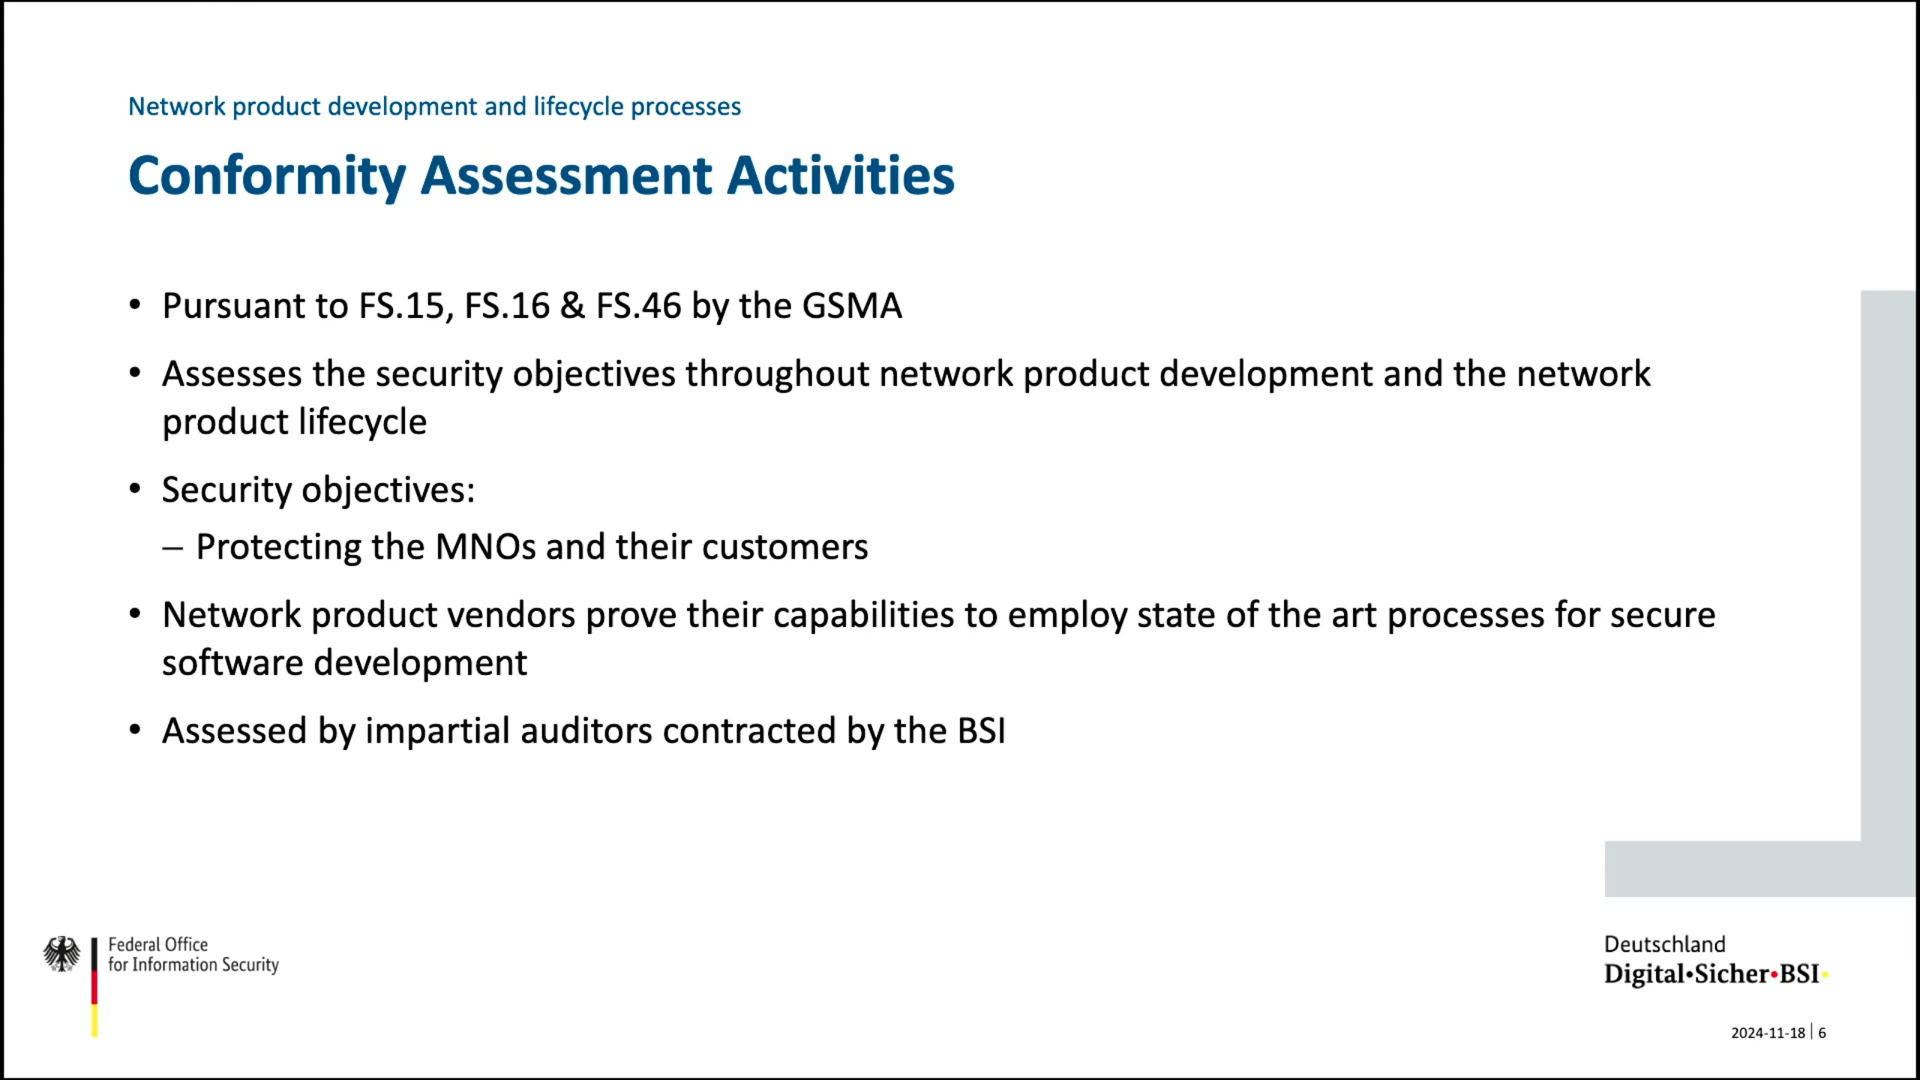 Network product development and lifecycle processes
Conformity Assessment Activities
• Pursuant to FS.15, FS.16 & FS.46 by the GSMA
• Assesses the security objectives throughout network product development and the network
product lifecycle
• Security objectives:
– Protecting the MNOs and their customers
• Network product vendors prove their capabilities to employ state of the art processes for secure
software development
• Assessed by impartial auditors contracted by the BSI
Federal Office
for Information Security
Deutschland
Digital•Sicher•BSI•
2024-11-18 | 6